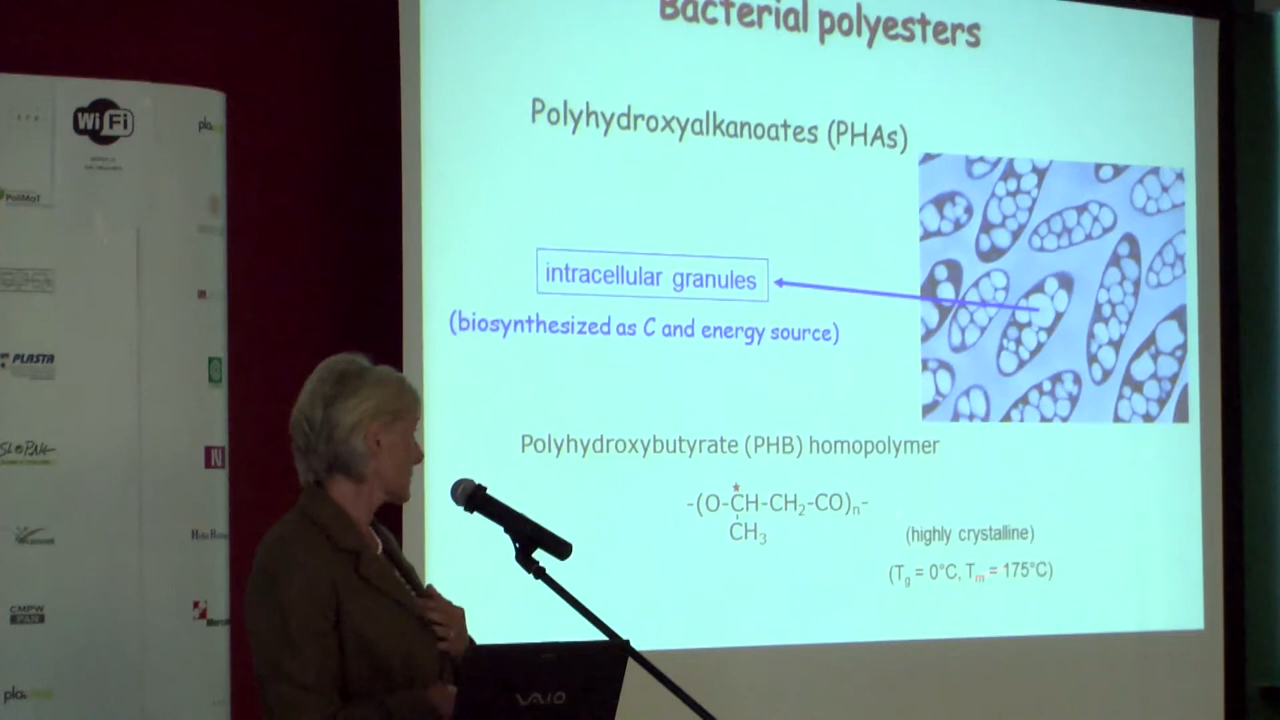 Bacterial polyesters
Polyhydroxyalkanoates (PHAs)
intracellular granules
(biosynthesized as C and energy source)
Polyhydroxybutyrate (PHB) homopolymer
-(O-CH-CH₂-CO)ₙ-
CH₃
(highly crystalline)
(Tg = 0°C, Tm = 175°C)
WiFi
PoliMaT
PLASTA
CMPW
PAN
N
VAIO